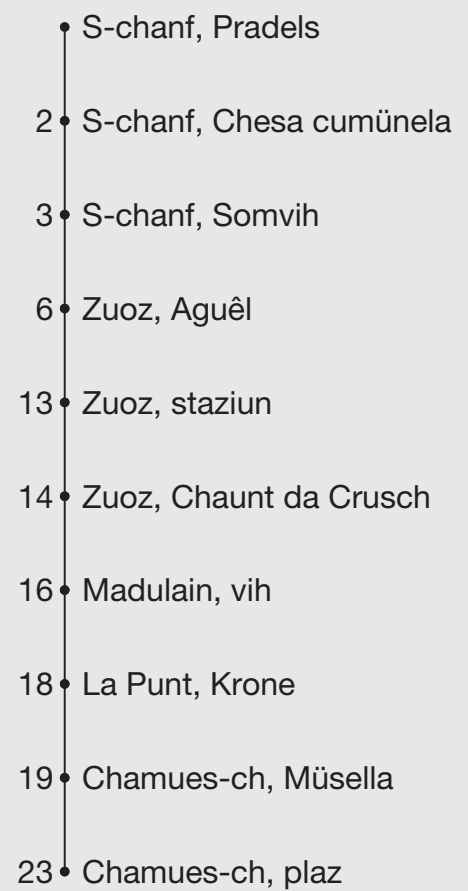 S-chanf, Pradels
2 S-chanf, Chesa cumünela
3 S-chanf, Somvih
6 Zuoz, Aguêl
13 Zuoz, staziun
14 Zuoz, Chaunt da Crusch
16 Madulain, vih
18 La Punt, Krone
19 Chamues-ch, Müsella
23 Chamues-ch, plaz